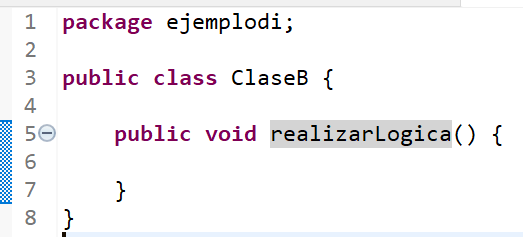 1 package ejemplodi;
2
3 public class ClaseB {
4
5 public void realizarLogica() {
6
7 }
8 }